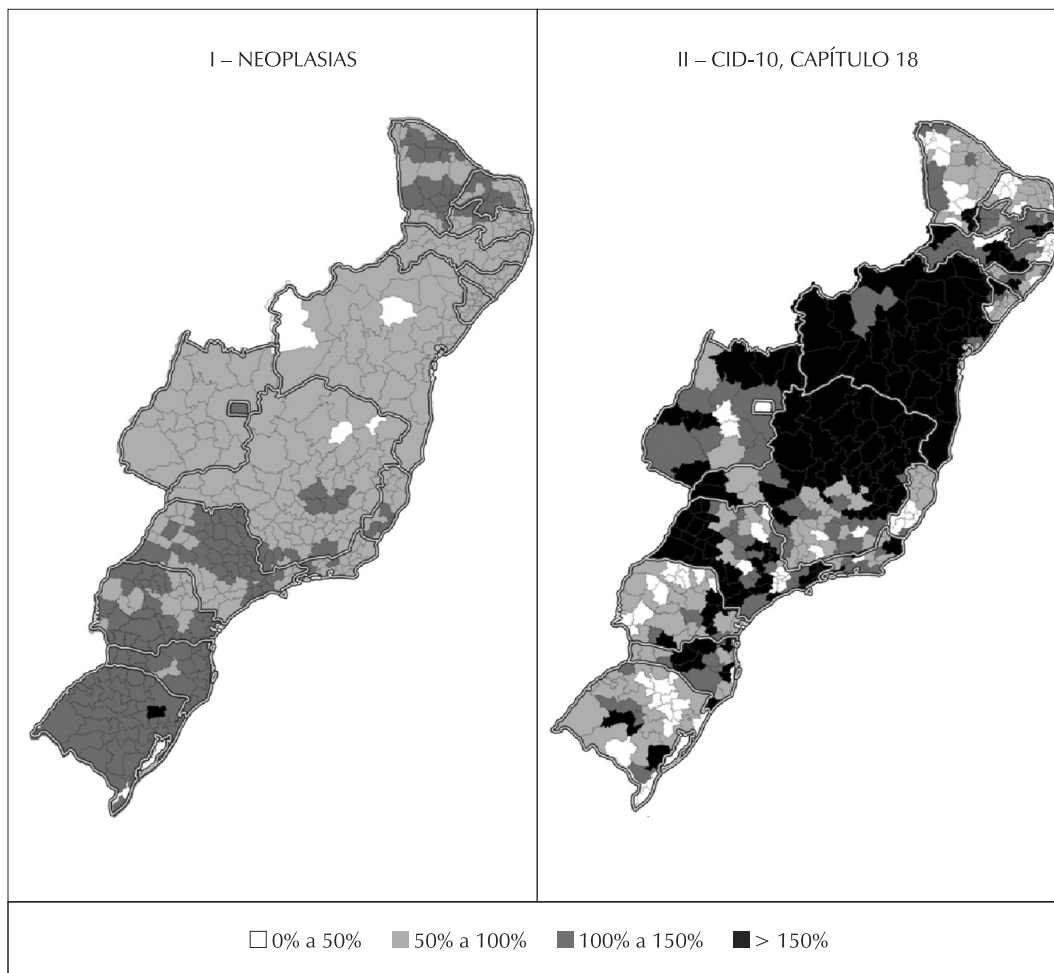 I – NEOPLASIAS
II – CID-10, CAPÍTULO 18
0% a 50%
50% a 100%
100% a 150%
> 150%